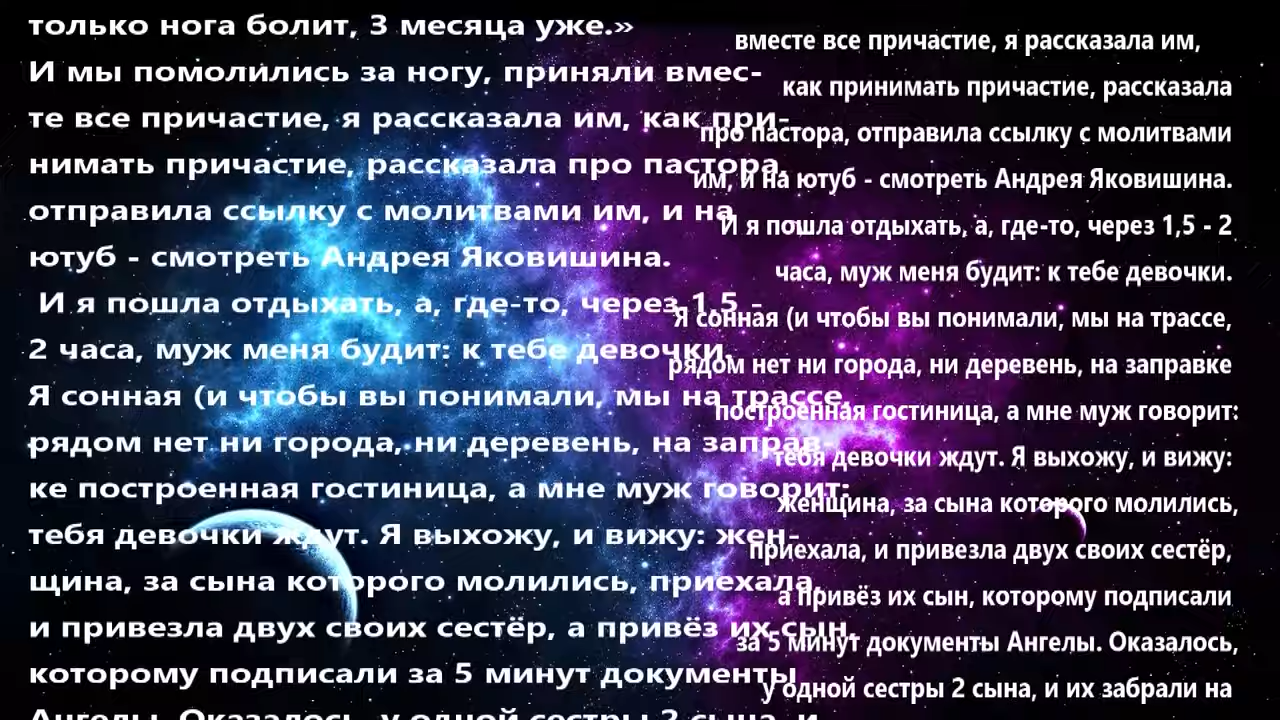 только нога болит, 3 месяца уже.»
И мы помолились за ногу, приняли вмес-
те все причастие, я рассказала им, как при-
нимать причастие, рассказала про пастора,
отправила ссылку с молитвами им, и на
ютуб - смотреть Андрея Яковишина.
И я пошла отдыхать, а, где-то, через 1,5 -
2 часа, муж меня будит: к тебе девочки.
Я сонная (и чтобы вы понимали, мы на трассе,
рядом нет ни города, ни деревень, на заправ-
ке построенная гостиница, а мне муж говорит:
тебя девочки ждут. Я выхожу, и вижу: жен-
щина, за сына которого молились, приехала,
и привезла двух своих сестёр, а привёз их сын,
которому подписали за 5 минут документы
Ангелы. Оказалось, у одной сестры 2 сына, и
вместе все причастие, я рассказала им,
как принимать причастие, рассказала
про пастора, отправила ссылку с молитвами
им, и на ютуб - смотреть Андрея Яковишина.
И я пошла отдыхать, а, где-то, через 1,5 - 2
часа, муж меня будит: к тебе девочки.
Я сонная (и чтобы вы понимали, мы на трассе,
рядом нет ни города, ни деревень, на заправке
построенная гостиница, а мне муж говорит:
тебя девочки ждут. Я выхожу, и вижу:
женщина, за сына которого молились,
приехала, и привезла двух своих сестёр,
а привёз их сын, которому подписали
за 5 минут документы Ангелы. Оказалось,
у одной сестры 2 сына, и их забрали на